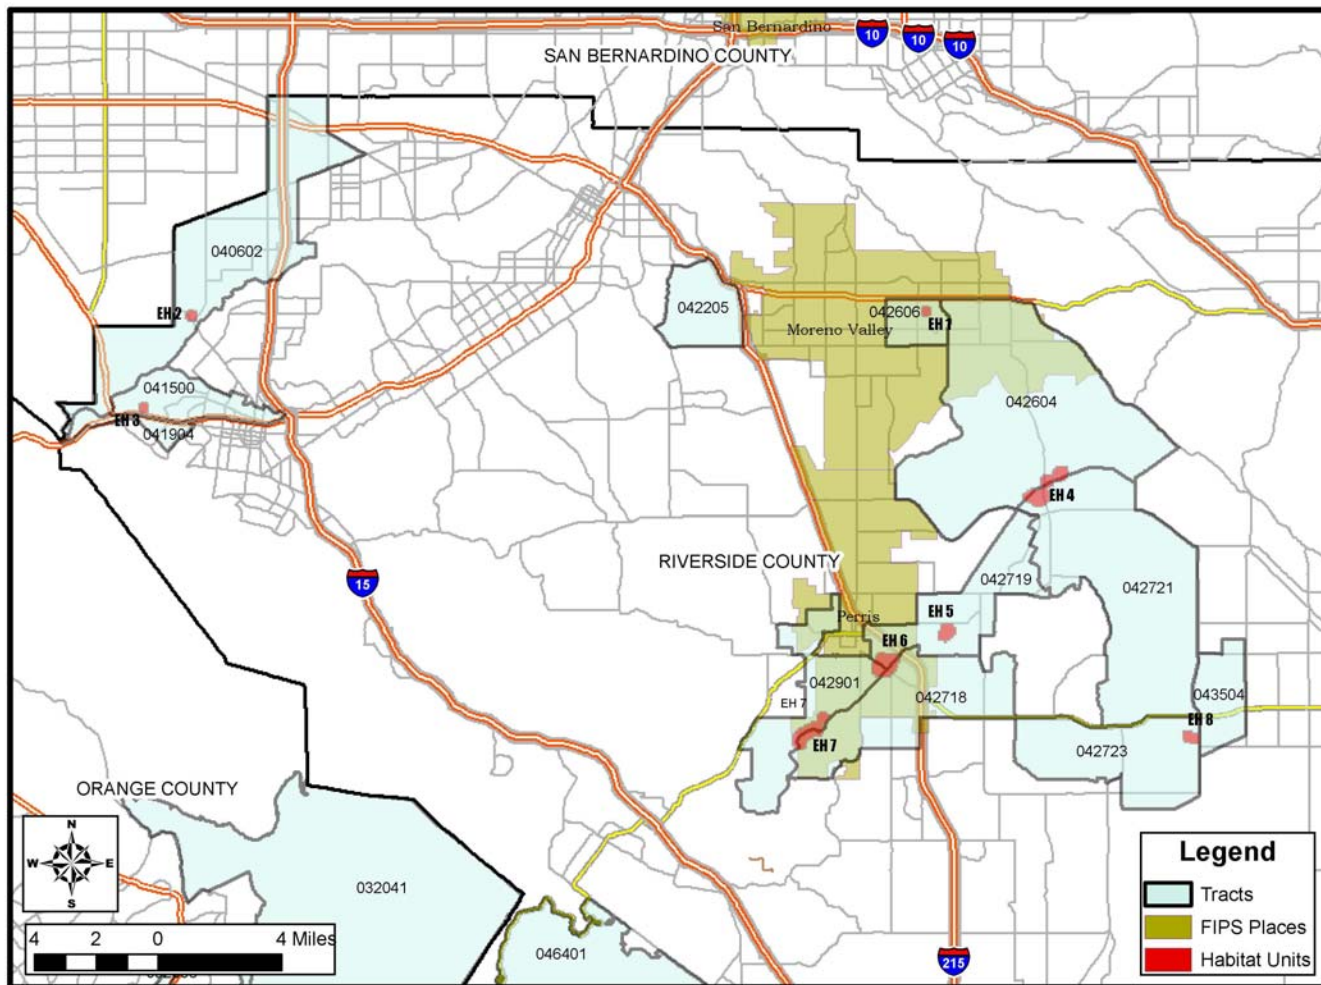 San Bernardino
10
10
10
SAN BERNARDINO COUNTY
040602
EH 2
042205
042606
EH 1
Moreno Valley
041500
EH 3
041904
042604
EH 4
RIVERSIDE COUNTY
15
042719
042721
EH 5
Perris
EH 6
042901
042718
043504
EH 7
EH 8
EH 7
042723
ORANGE COUNTY
N
W
E
S
032041
046401
4 2 0 4 Miles
215
Legend
Tracts
FIPS Places
Habitat Units